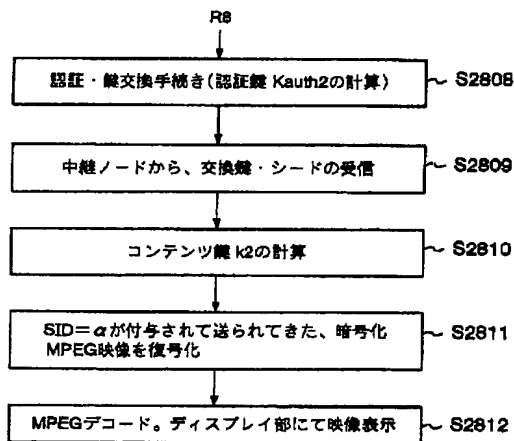 R8
認証・鍵交換手続き(認証鍵 Kauth2の計算)
S2808
中継ノードから、交換鍵・シードの受信
S2809
コンテンツ鍵 k2の計算
S2810
SID=αが付与されて送られてきた、暗号化
MPEG映像を復号化
S2811
MPEGデコード。ディスプレイ部にて映像表示
S2812